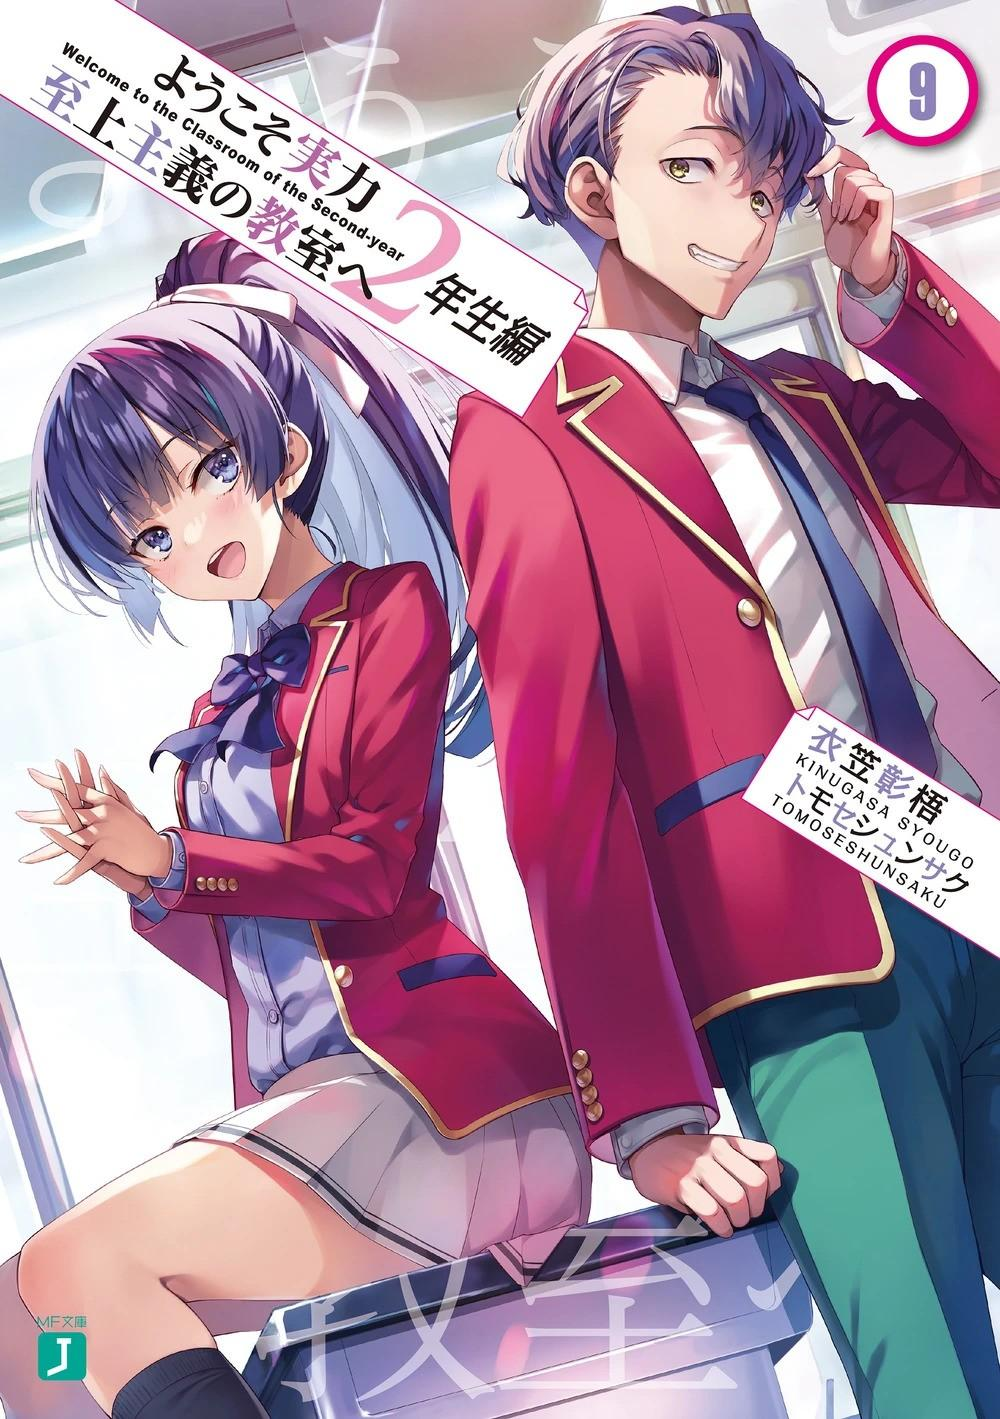 ようこそ実力
Welcome to the Classroom of the Second-year
至上主義の教室へ
2年生編
9
衣笠彰梧
KINUGASA SYOUGO
トモセシュンサク
TOMOSESHUNSAKU
教室
MF文庫
J